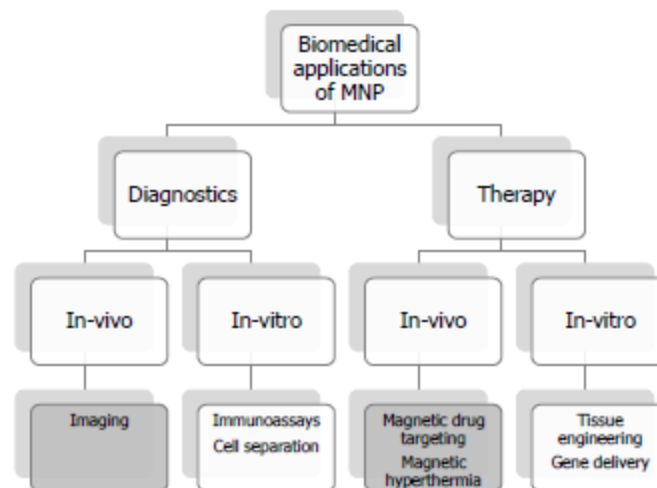 Biomedical
applications
of MNP
Diagnostics
Therapy
In-vivo
In-vitro
In-vivo
In-vitro
Imaging
Immunoassays
Cell separation
Magnetic drug
targeting
Magnetic
hyperthermia
Tissue
engineering
Gene delivery